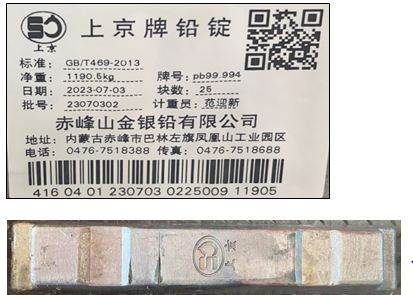 上京牌铅锭
上京
标准: GB/T469-2013
净重: 1190.5kg 牌号: pb99.994
日期: 2023-07-03 块数: 25
批号: 23070302 计重员: 范迎新
赤峰山金银铅有限公司
地址: 内蒙古赤峰市巴林左旗凤凰山工业园区
电话: 0476-7518388 传真: 0476-7518688
416 04 01 230703 0225009 11905
上京